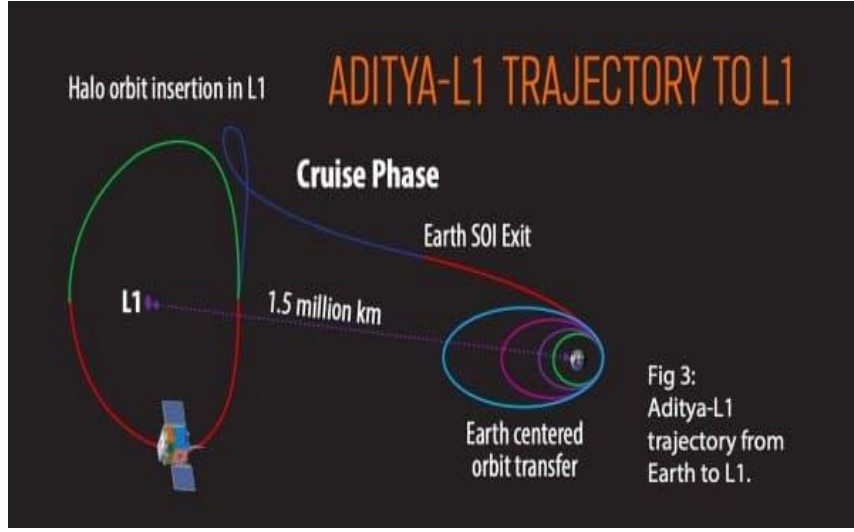 ADITYA-L1 TRAJECTORY TO L1
Halo orbit insertion in L1
Cruise Phase
Earth SOI Exit
L1
1.5 million km
Earth centered
orbit transfer
Fig 3:
Aditya-L1
trajectory from
Earth to L1.